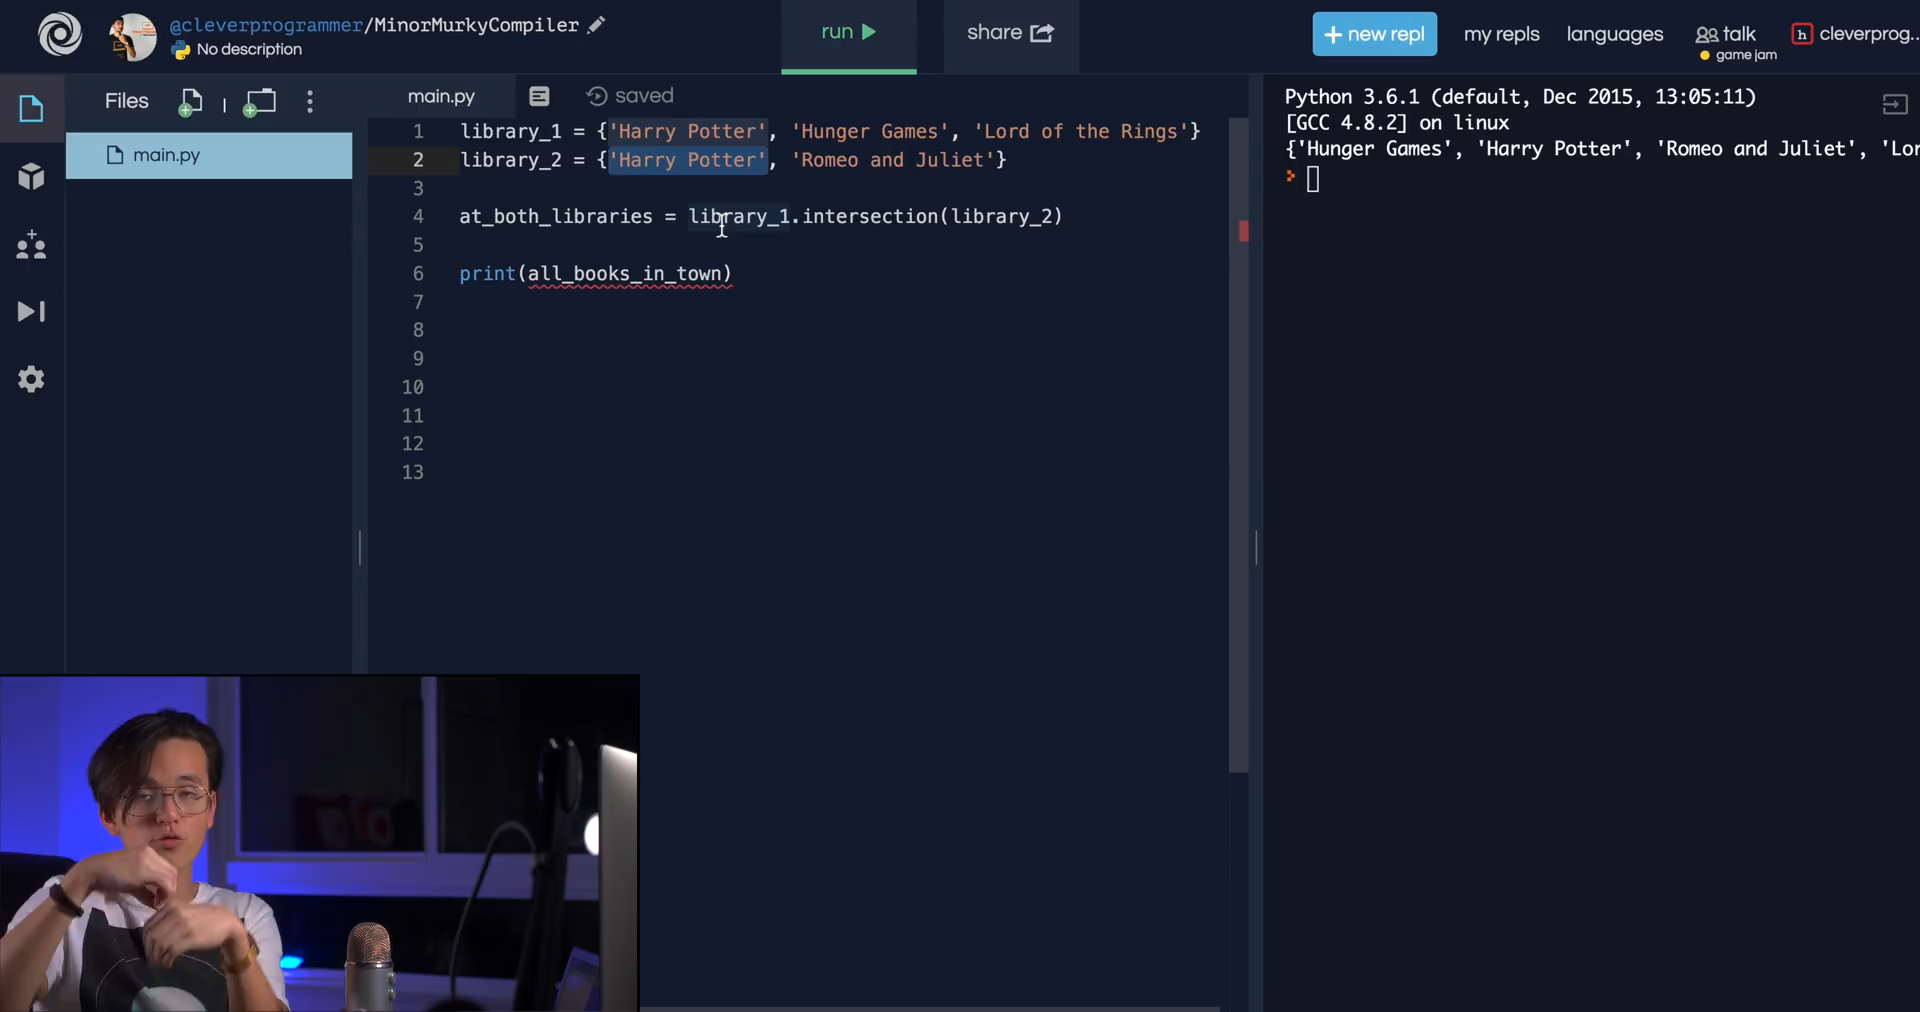 @cleverprogrammer/MinorMurkyCompiler
No description
run
share
+ new repl
my repls
languages
talk
game jam
h
cleverprog...
Files
main.py
main.py
saved
1 library_1 = {'Harry Potter', 'Hunger Games', 'Lord of the Rings'}
2 library_2 = {'Harry Potter', 'Romeo and Juliet'}
3
4 at_both_libraries = library_1.intersection(library_2)
5
6 print(all_books_in_town)
7
8
9
10
11
12
13
Python 3.6.1 (default, Dec 2015, 13:05:11)
[GCC 4.8.2] on linux
{'Hunger Games', 'Harry Potter', 'Romeo and Juliet', 'Lor
>